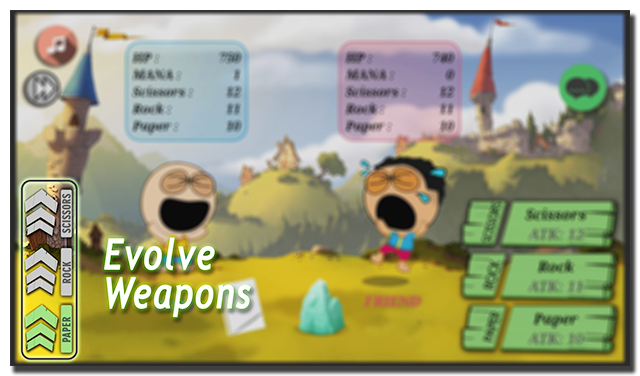 HP : 750
MANA : 1
Scissors : 12
Rock : 11
Paper : 10
HP : 740
MANA : 0
Scissors : 12
Rock : 11
Paper : 10
SCISSORS
ROCK
PAPER
Evolve
Weapons
FRIEND
SCISSORS
Scissors
ATK: 12
ROCK
Rock
ATK: 11
PAPER
Paper
ATK: 10